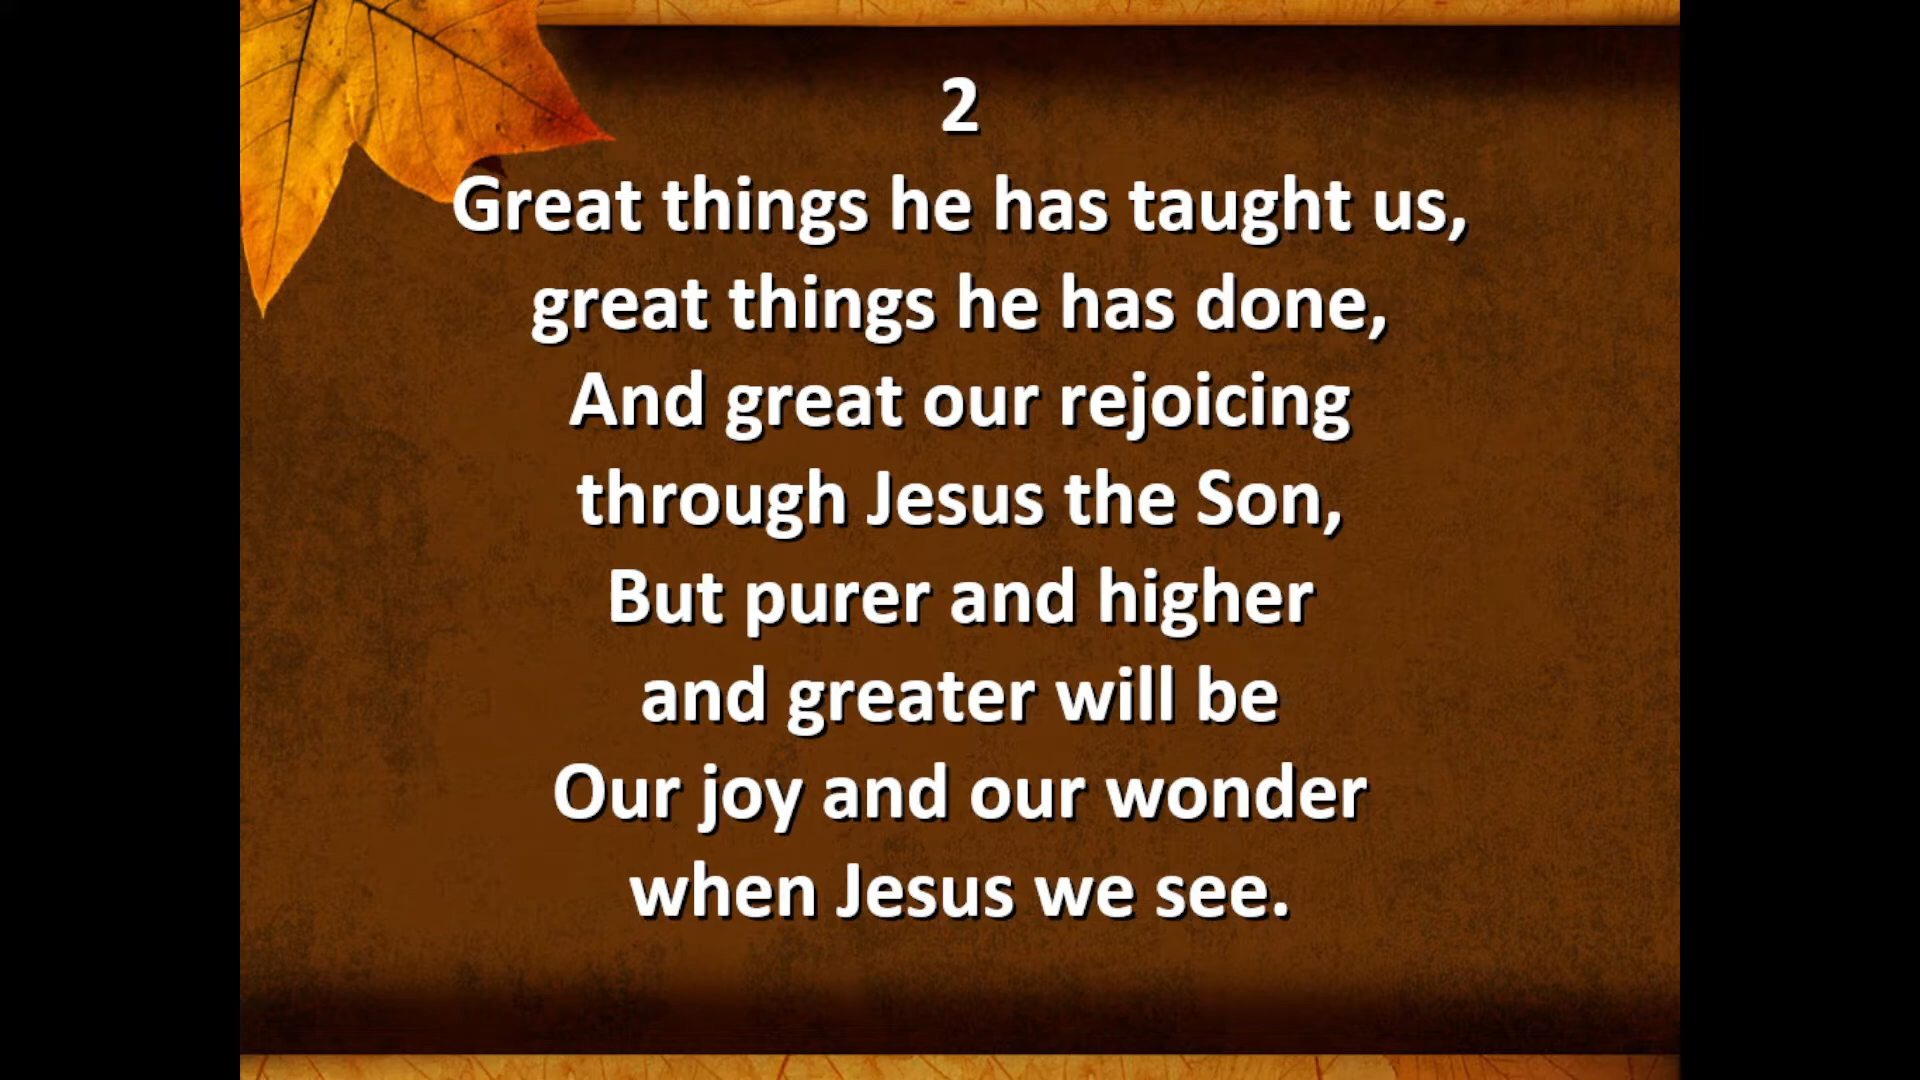 2
Great things he has taught us,
great things he has done,
And great our rejoicing
through Jesus the Son,
But purer and higher
and greater will be
Our joy and our wonder
when Jesus we see.